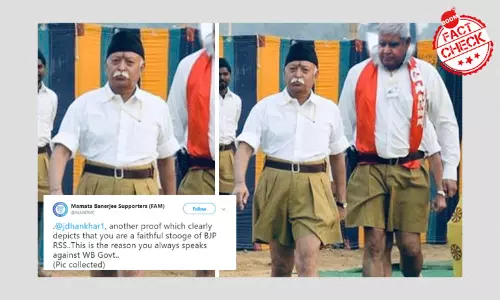 BOOM
FACT
CHECK
Mamata Banerjee Supporters (FAM)
Follow
.@jdhankhar1, another proof which clearly
depicts that you are a faithful stooge of BJP
RSS..This is the reason you always speaks
against WB Govt..
(Pic collected)